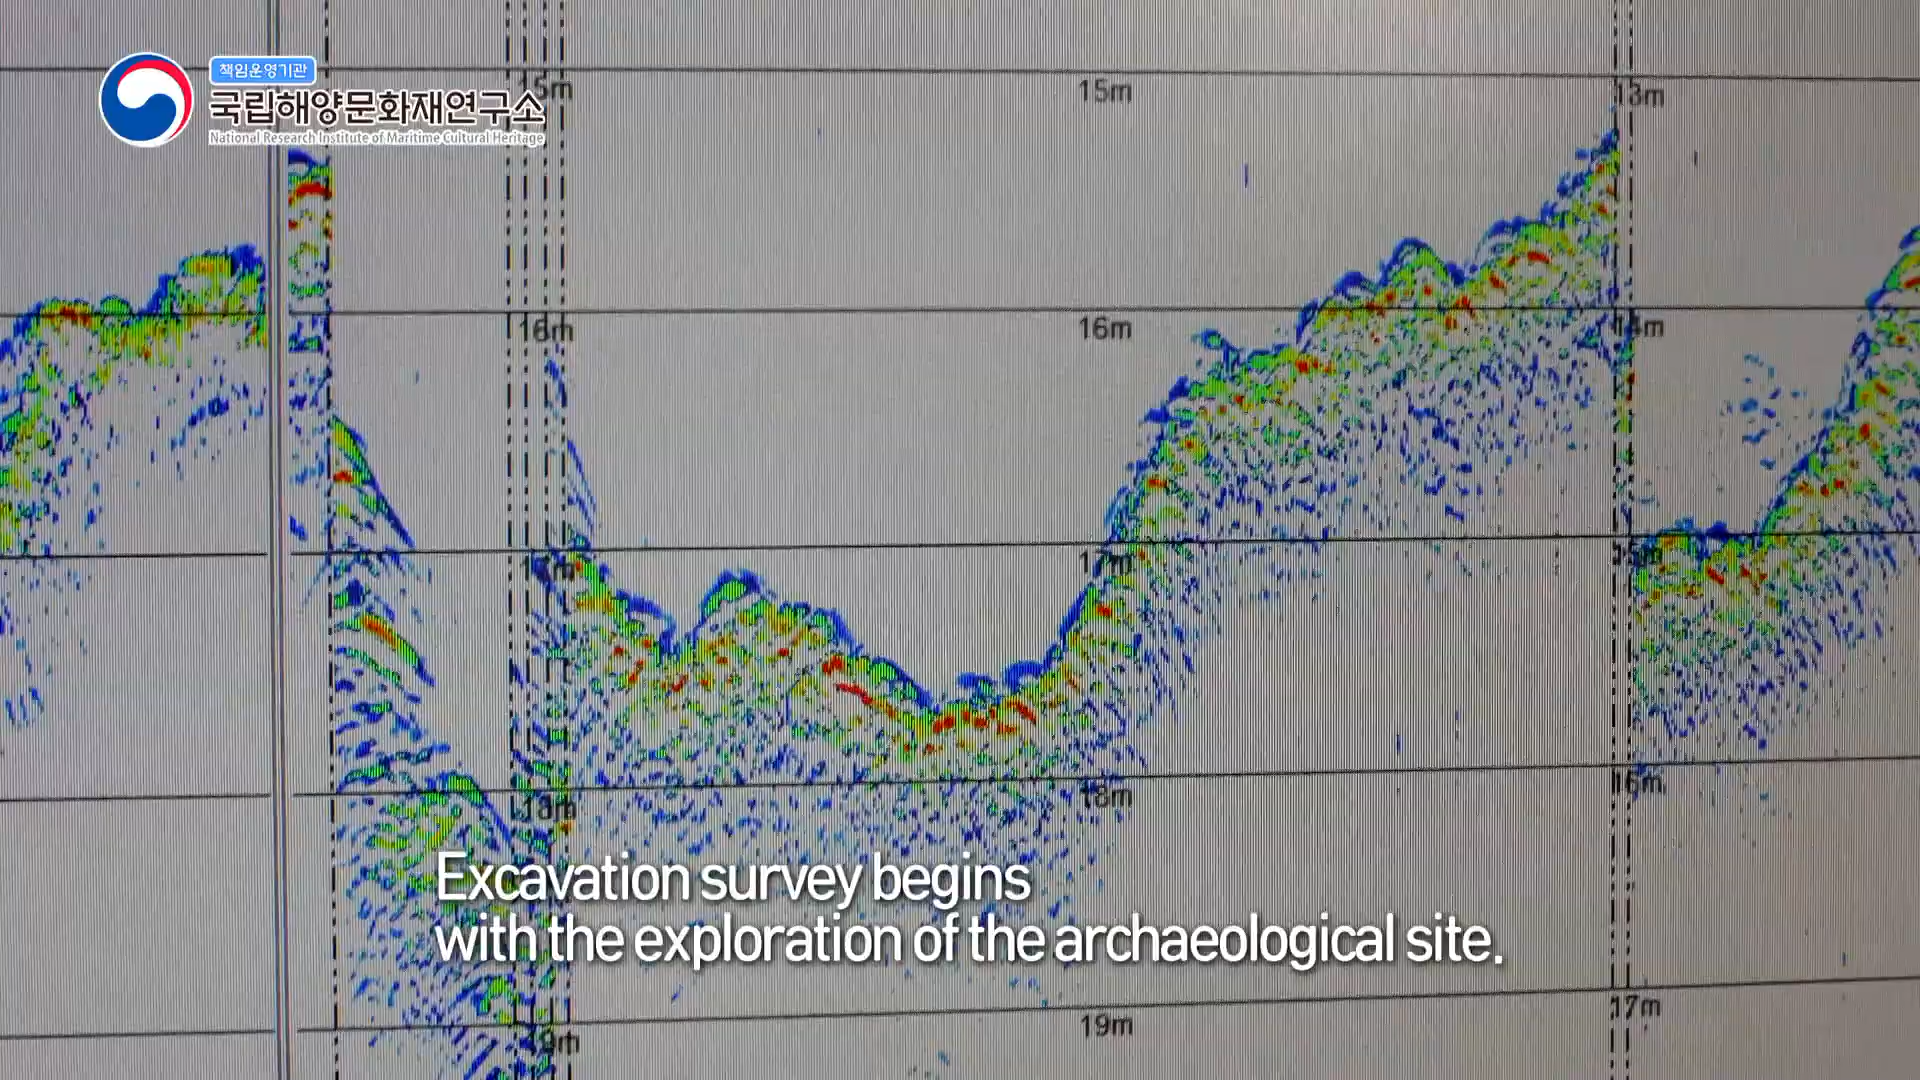 책임운영기관
국립해양문화재연구소
National Research Institute of Maritime Cultural Heritage
15m
15m
13m
16m
16m
14m
17m
17m
15m
18m
18m
16m
Excavation survey begins
with the exploration of the archaeological site.
19m
19m
17m